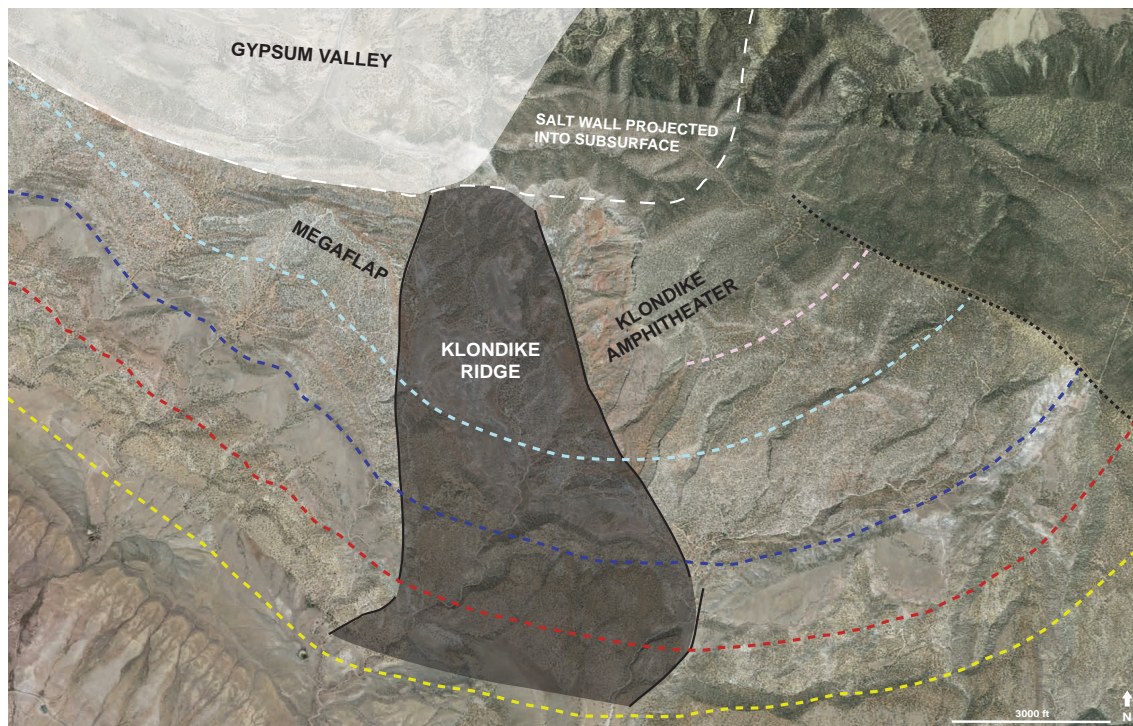 GYPSUM VALLEY
SALT WALL PROJECTED
INTO SUBSURFACE
MEGAFLAP
KLONDIKE
AMPHITHEATER
KLONDIKE
RIDGE
3000 ft
N